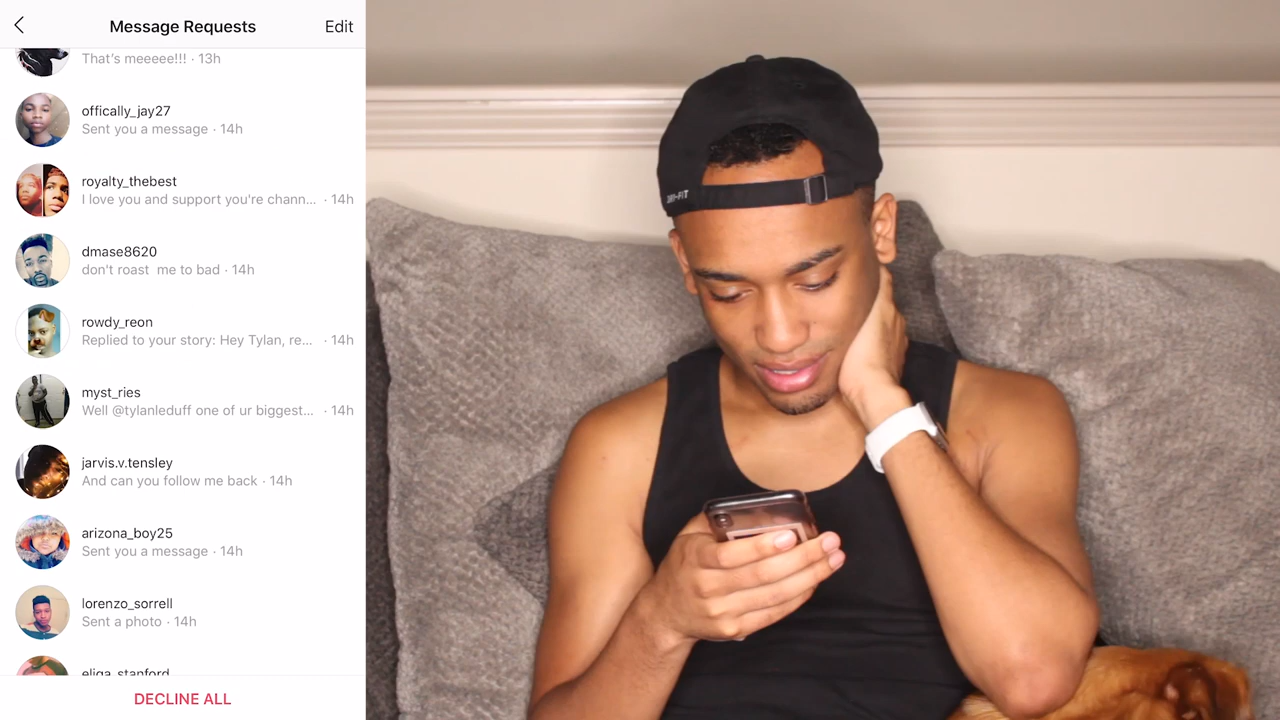 Message Requests
Edit
That's meeeee!!! · 13h
offically_jay27
Sent you a message · 14h
royalty_thebest
I love you and support you're chann... · 14h
dmase8620
don't roast  me to bad · 14h
rowdy_reon
Replied to your story: Hey Tylan, re... · 14h
myst_ries
Well @tylanleduff one of ur biggest... · 14h
jarvis.v.tensley
And can you follow me back · 14h
arizona_boy25
Sent you a message · 14h
lorenzo_sorrell
Sent a photo · 14h
eliga_stanford
DECLINE ALL
DRI-FIT